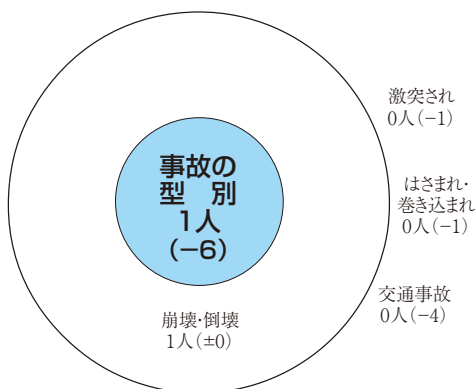 激突され
0人(−1)
事故の
型 別
1人
(−6)
はさまれ・
巻き込まれ
0人(−1)
交通事故
0人(−4)
崩壊・倒壊
1人(±0)